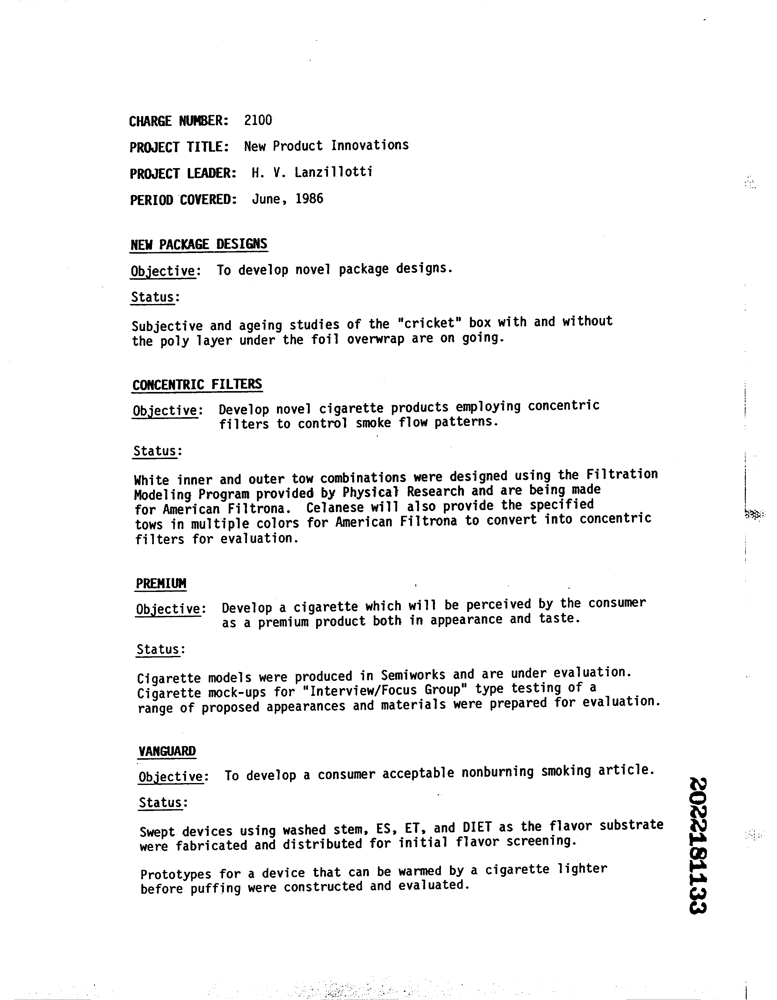 CHARGE NUMBER: 2100
PROJECT TITLE: New Product Innovations
PROJECT LEADER: H. V. Lanzillotti
PERIOD COVERED: June, 1986
NEW PACKAGE DESIGNS
Objective: To develop novel package designs.
Status:
Subjective and ageing studies of the "cricket" box with and without
the poly layer under the foil overwrap are on going.
CONCENTRIC FILTERS
Objective: Develop novel cigarette products employing concentric
filters to control smoke flow patterns.
Status:
White inner and outer tow combinations were designed using the Filtration
Modeling Program provided by Physical Research and are being made
for American Filtrona. Celanese will also provide the specified
tows in multiple colors for American Filtrona to convert into concentric
filters for evaluation.
PREMIUM
Objective: Develop a cigarette which will be perceived by the consumer
as a premium product both in appearance and taste.
Status:
Cigarette models were produced in Semiworks and are under evaluation.
Cigarette mock-ups for "Interview/Focus Group" type testing of a
range of proposed appearances and materials were prepared for evaluation.
VANGUARD
Objective: To develop a consumer acceptable nonburning smoking article.
Status:
Swept devices using washed stem, ES, ET, and DIET as the flavor substrate
were fabricated and distributed for initial flavor screening.
Prototypes for a device that can be warmed by a cigarette lighter
before puffing were constructed and evaluated.
2022181133